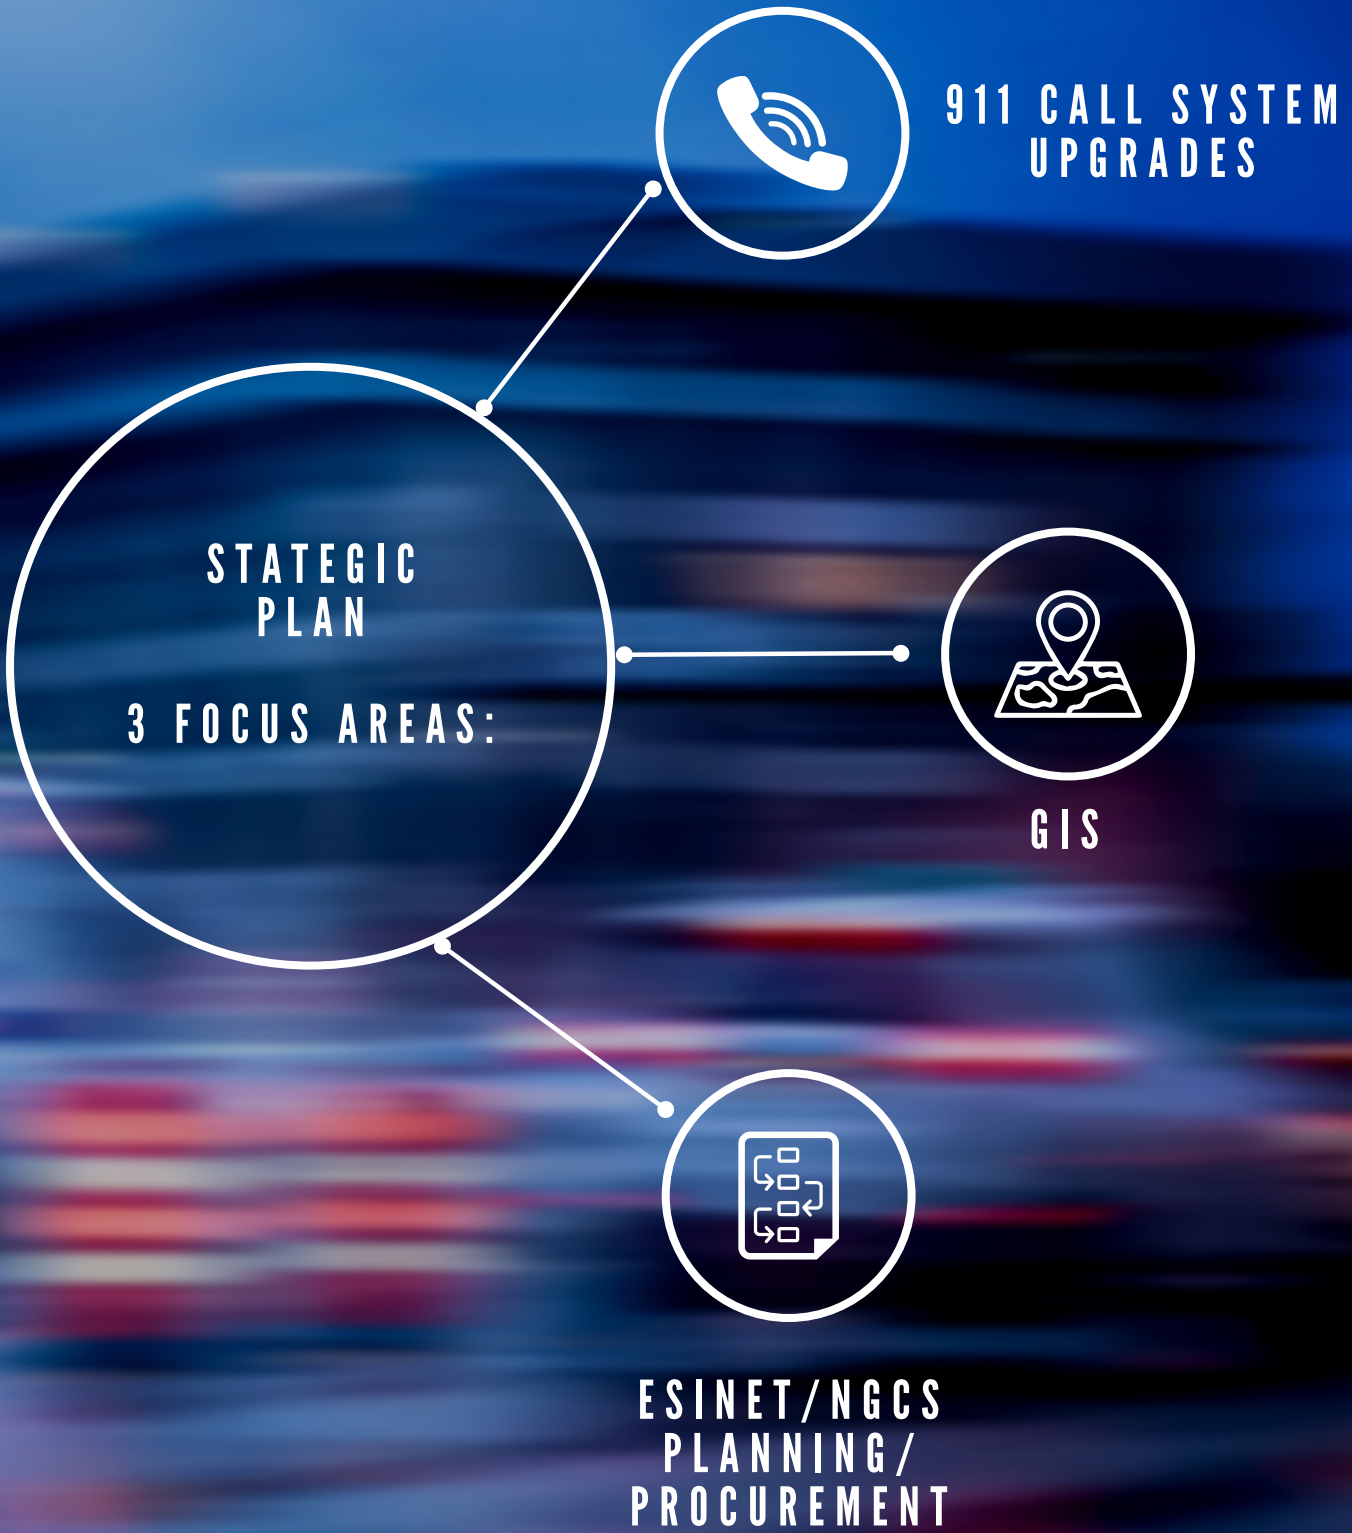 911 CALL SYSTEM
UPGRADES
STATEGIC
PLAN
3 FOCUS AREAS:
GIS
ESINET/NGCS
PLANNING/
PROCUREMENT